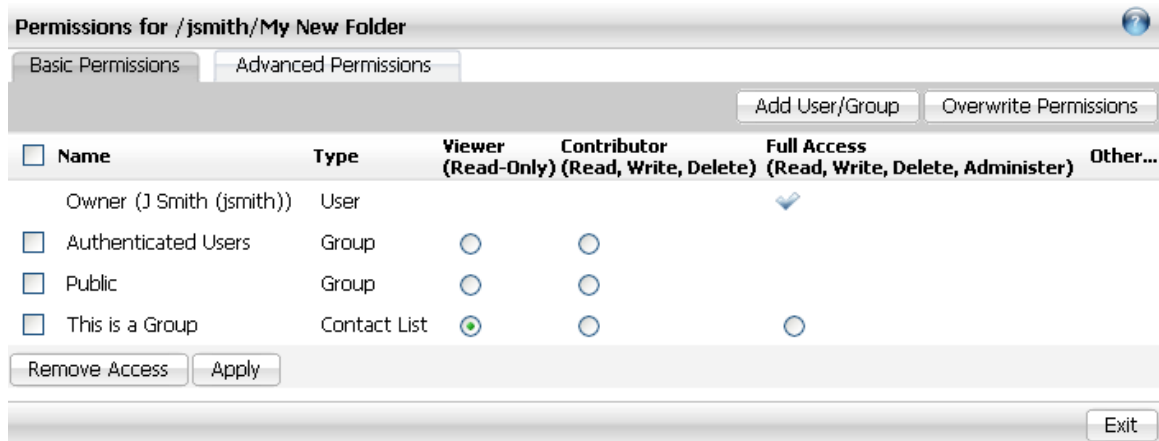 Permissions for /jsmith/My New Folder
?
Basic Permissions Advanced Permissions
Add User/Group Overwrite Permissions
Name Type Viewer (Read-Only) Contributor (Read, Write, Delete) Full Access (Read, Write, Delete, Administer) Other...
Owner (J Smith (jsmith)) User
Authenticated Users Group
Public Group
This is a Group Contact List
Remove Access Apply
Exit